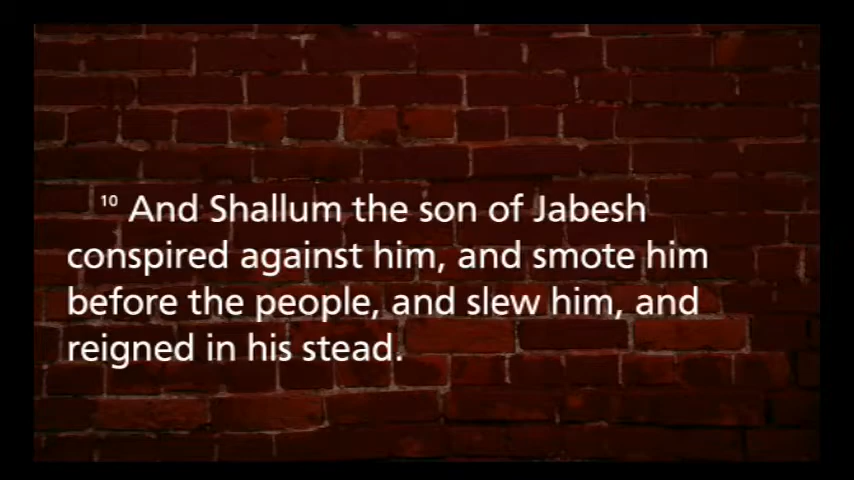 10 And Shallum the son of Jabesh
conspired against him, and smote him
before the people, and slew him, and
reigned in his stead.